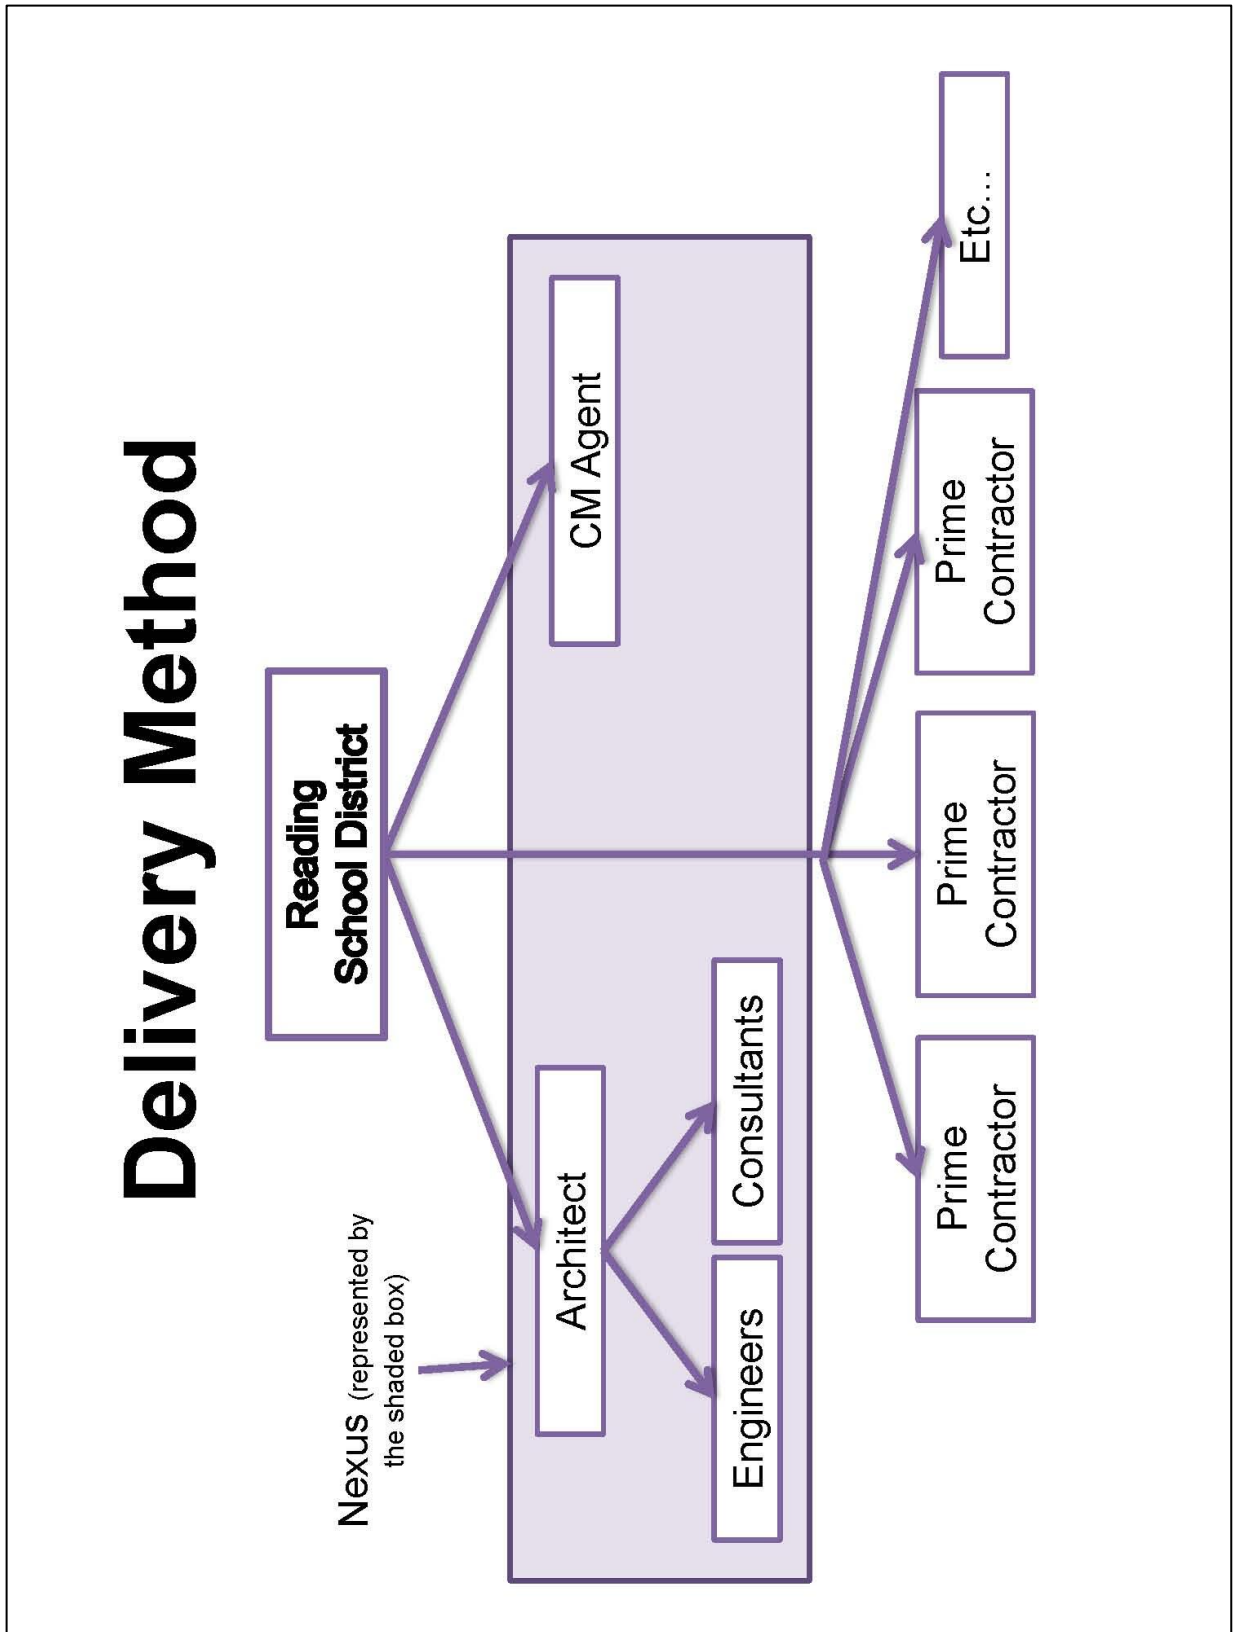 Delivery Method
Reading
School District
Nexus (represented by
the shaded box)
Architect
CM Agent
Engineers
Consultants
Prime
Contractor
Prime
Contractor
Prime
Contractor
Etc...